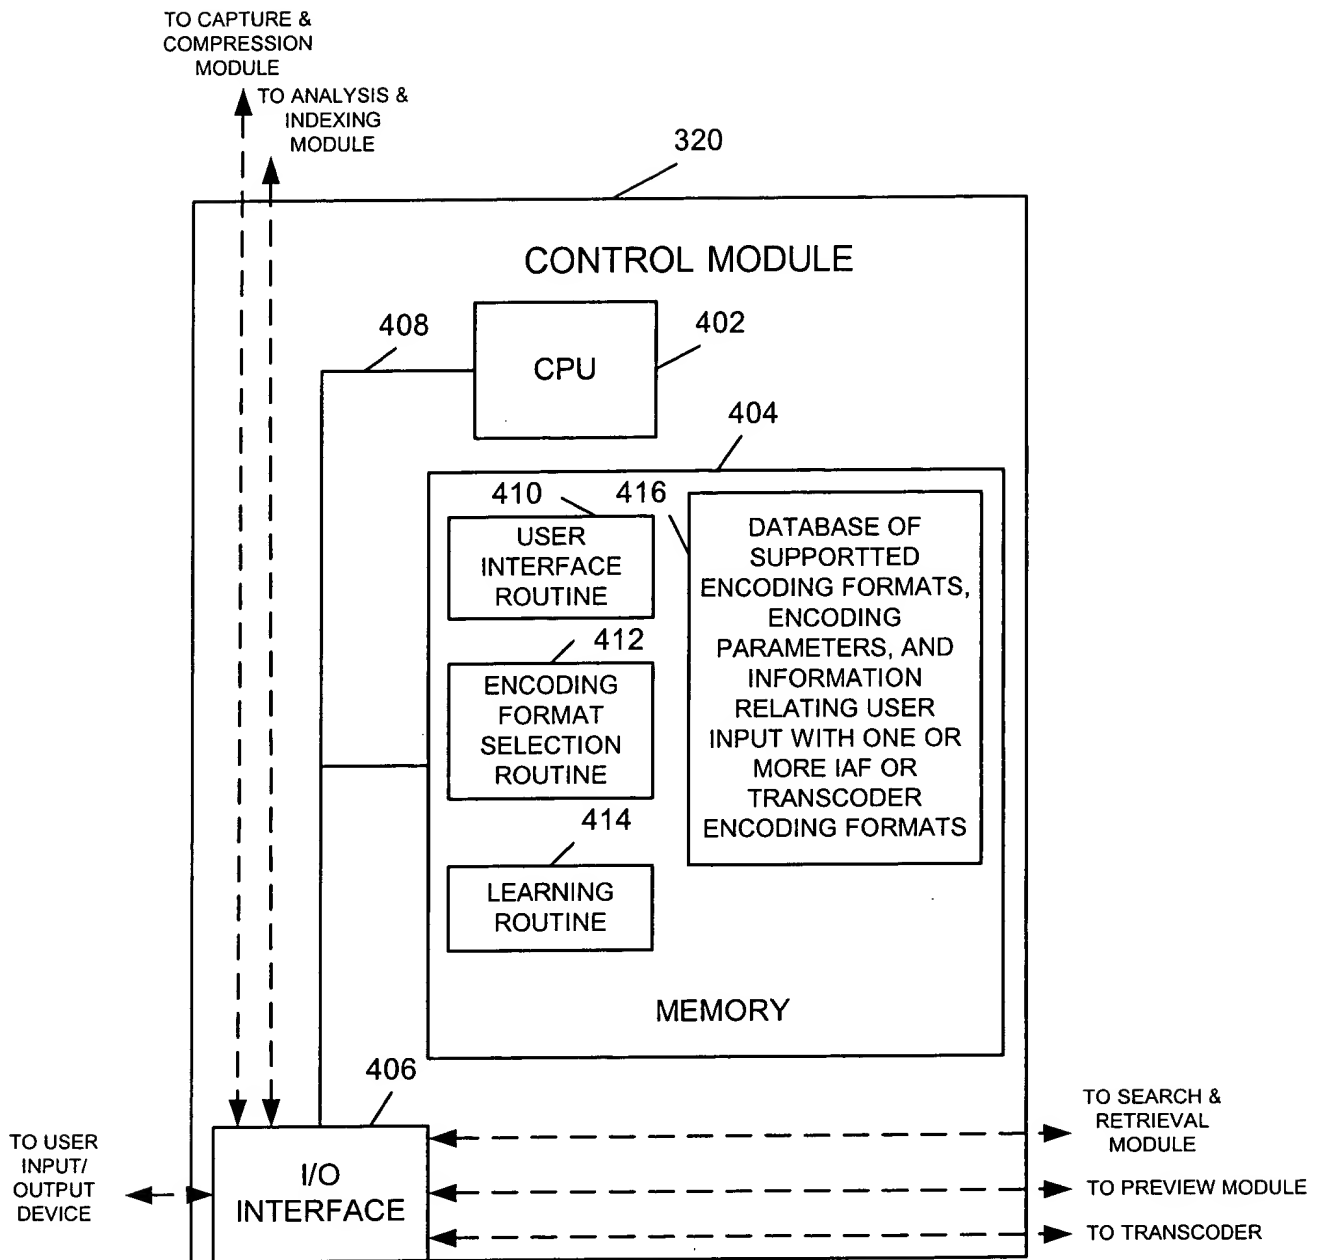 TO CAPTURE &
COMPRESSION
MODULE
TO ANALYSIS &
INDEXING
MODULE
320
CONTROL MODULE
408
CPU
402
404
410
USER
INTERFACE
ROUTINE
416
DATABASE OF
SUPPORTTED
ENCODING FORMATS,
ENCODING
PARAMETERS, AND
INFORMATION
RELATING USER
INPUT WITH ONE OR
MORE IAF OR
TRANSCODER
ENCODING FORMATS
412
ENCODING
FORMAT
SELECTION
ROUTINE
414
LEARNING
ROUTINE
MEMORY
406
I/O
INTERFACE
TO USER
INPUT/
OUTPUT
DEVICE
TO SEARCH &
RETRIEVAL
MODULE
TO PREVIEW MODULE
TO TRANSCODER